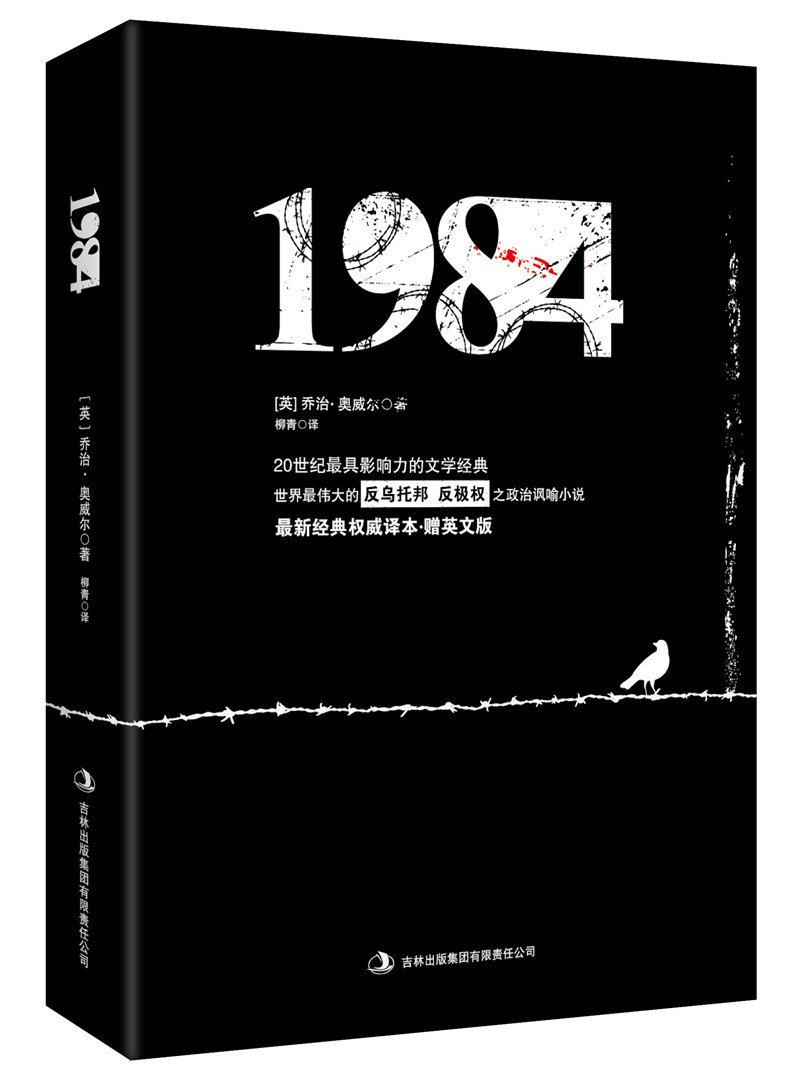 1984
[英]乔治·奥威尔○著
柳青○译
吉林出版集团有限责任公司
1984
[英] 乔治·奥威尔○著
柳青○译
20世纪最具影响力的文学经典
世界最伟大的 反乌托邦 反极权 之政治讽喻小说
最新经典权威译本·赠英文版
吉林出版集团有限责任公司